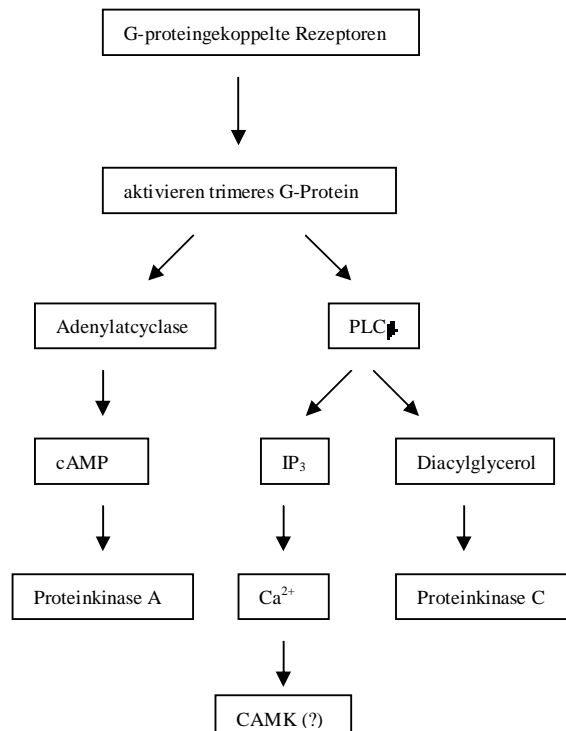 G-proteingekoppelte Rezeptoren
aktivieren trimeres G-Protein
Adenylatcyclase
PLC
cAMP
IP₃
Diacylglycerol
Proteinkinase A
Ca²⁺
Proteinkinase C
CAMK (?)